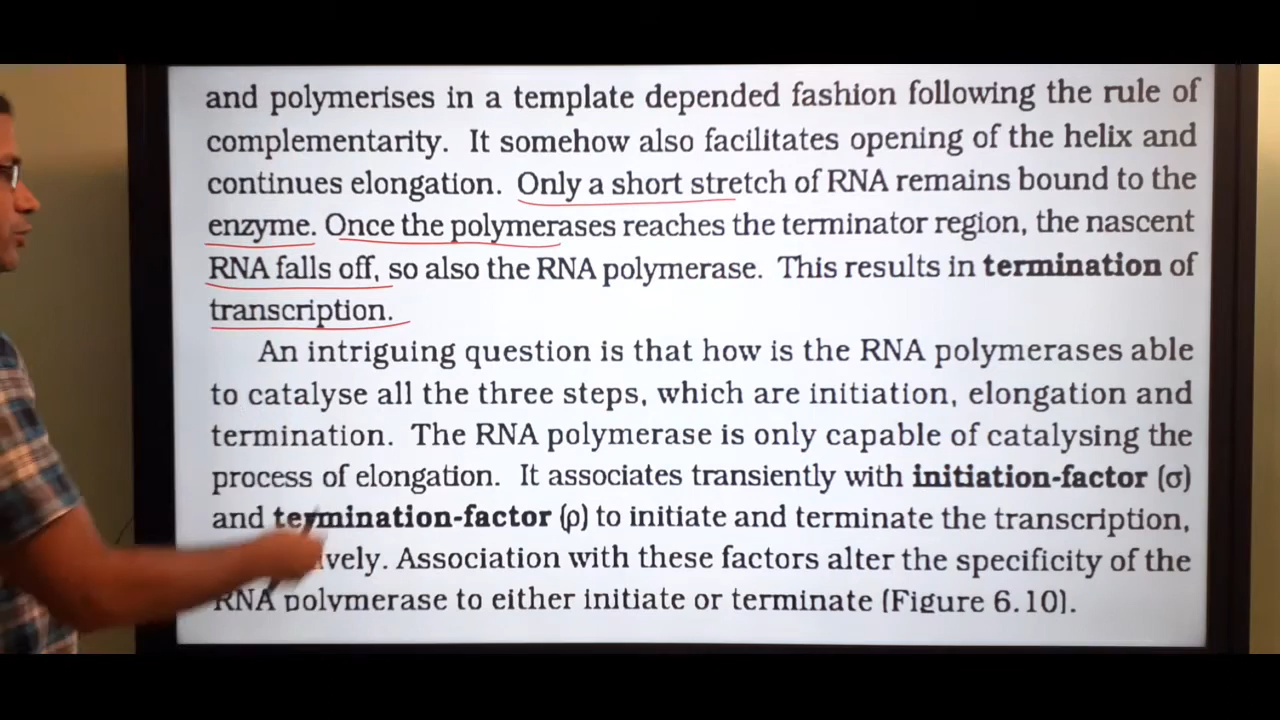 and polymerises in a template depended fashion following the rule of
complementarity. It somehow also facilitates opening of the helix and
continues elongation. Only a short stretch of RNA remains bound to the
enzyme. Once the polymerases reaches the terminator region, the nascent
RNA falls off, so also the RNA polymerase. This results in termination of
transcription.
An intriguing question is that how is the RNA polymerases able
to catalyse all the three steps, which are initiation, elongation and
termination. The RNA polymerase is only capable of catalysing the
process of elongation. It associates transiently with initiation-factor (σ)
and termination-factor (ρ) to initiate and terminate the transcription,
Association with these factors alter the specificity of the
RNA polymerase to either initiate or terminate (Figure 6.10).